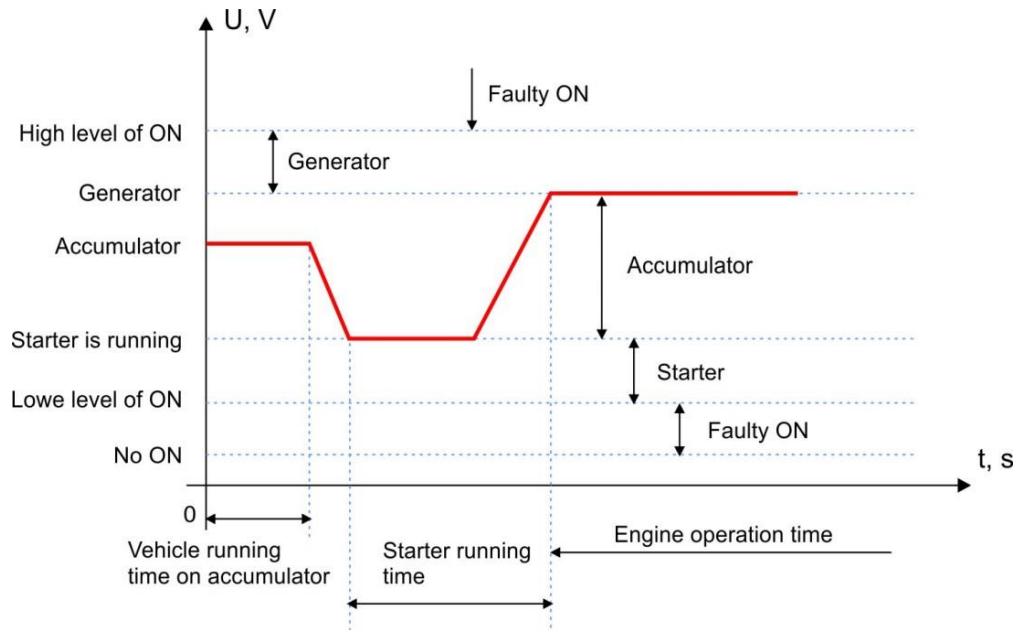 U, V
Faulty ON
High level of ON
Generator
Generator
Accumulator
Accumulator
Starter is running
Starter
Lowe level of ON
Faulty ON
No ON
t, s
0
Vehicle running
time on accumulator
Starter running
time
Engine operation time